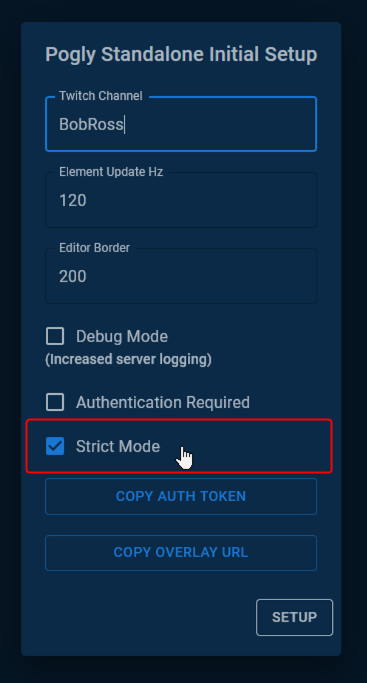 Pogly Standalone Initial Setup
Twitch Channel
BobRoss
Element Update Hz
120
Editor Border
200
Debug Mode
(Increased server logging)
Authentication Required
Strict Mode
COPY AUTH TOKEN
COPY OVERLAY URL
SETUP